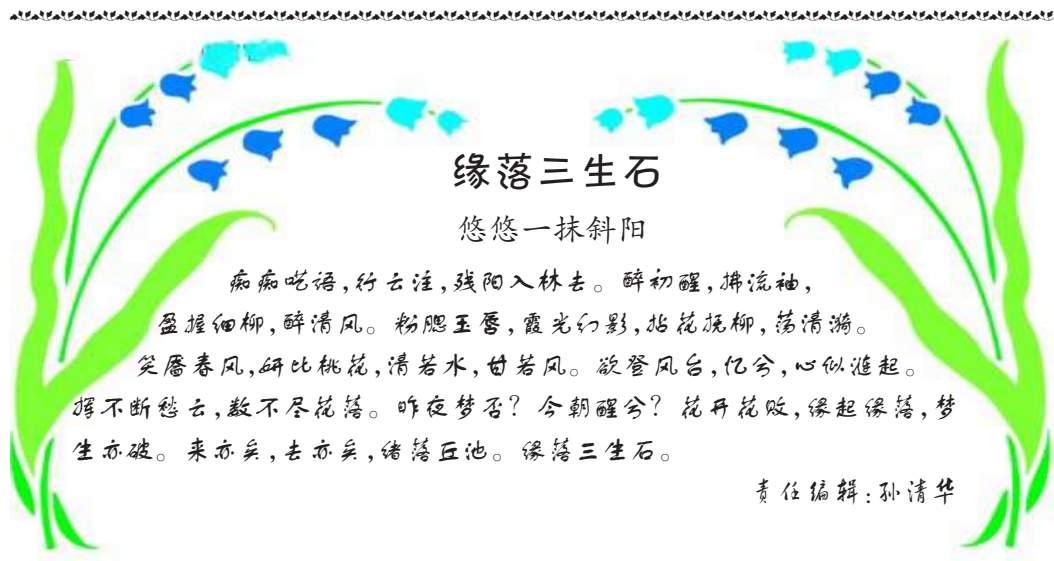 缘落三生石
悠悠一抹斜阳
痴痴呓语,行云注,残阳入林去。醉初醒,拂流袖,
盈握细柳,醉清风。粉腮玉唇,霞光幻影,拈花抚柳,荡清漪。
笑靥春风,妍比桃花,清若水,甘若风。欲登风台,忆兮,心似涟起。
挥不断愁云,数不尽花落。昨夜梦否?今朝醒兮?花开花败,缘起缘落,梦
生亦破。来亦矣,去亦矣,绪落丘池。缘落三生石。
责任编辑:孙清华